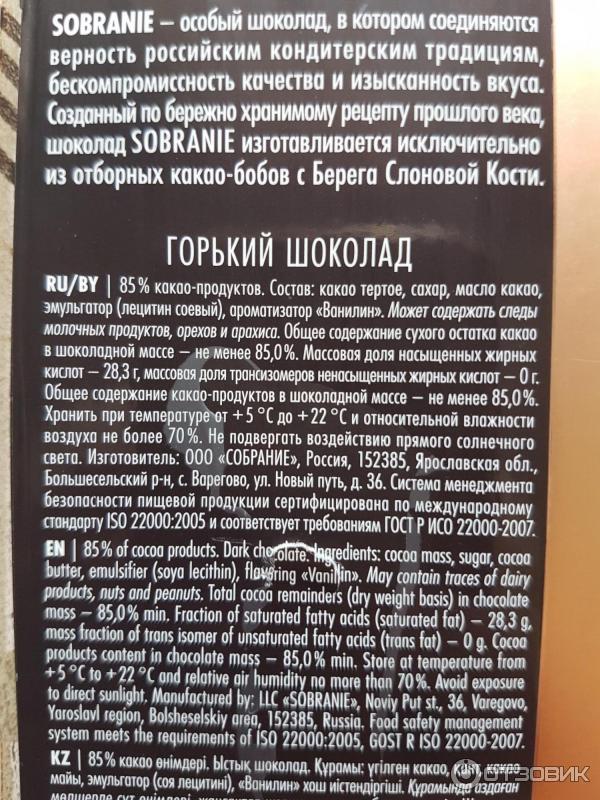 SOBRANIE – особый шоколад, в котором соединяются
верность российским кондитерским традициям,
бескомпромиссность качества и изысканность вкуса.
Созданный по бережно хранимому рецепту прошлого века,
шоколад SOBRANIE изготавливается исключительно
из отборных какао-бобов с Берега Слоновой Кости.
ГОРЬКИЙ ШОКОЛАД
RU/BY | 85% какао-продуктов. Состав: какао тертое, сахар, масло какао,
эмульгатор (лецитин соевый), ароматизатор «Ванилин». Может содержать следы
молочных продуктов, орехов и арахиса. Общее содержание сухого остатка какао
в шоколадной массе – не менее 85,0%. Массовая доля насыщенных жирных
кислот – 28,3 г, массовая доля трансизомеров ненасыщенных жирных кислот – 0 г.
Общее содержание какао-продуктов в шоколадной массе – не менее 85,0%.
Хранить при температуре от +5 °С до +22 °С и относительной влажности
воздуха не более 70%. Не подвергать воздействию прямого солнечного
света. Изготовитель: ООО «СОБРАНИЕ», Россия, 152385, Ярославская обл.,
Большесельский р-н, с. Варегово, ул. Новый путь, д. 36. Система менеджмента
безопасности пищевой продукции сертифицирована по международному
стандарту ISO 22000:2005 и соответствует требованиям ГОСТ Р ИСО 22000-2007.
EN | 85% of cocoa products. Dark chocolate. Ingredients: cocoa mass, sugar, cocoa
butter, emulsifier (soya lecithin), flavoring «Vanillin». May contain traces of dairy
products, nuts and peanuts. Total cocoa remainders (dry weight basis) in chocolate
mass – 85,0% min. Fraction of saturated fatty acids (saturated fat) – 28,3 g,
mass fraction of trans isomer of unsaturated fatty acids (trans fat) – 0 g. Cocoa
products content in chocolate mass – 85,0% min. Store at temperature from
+5 °C to +22 °C and relative air humidity no more than 70%. Avoid exposure
to direct sunlight. Manufactured by: LLC «SOBRANIE», Noviy Put st., 36, Varegovo,
Yaroslavl region, Bolsheselskiy area, 152385, Russia. Food safety management
system meets the requirements of ISO 22000:2005, GOST R ISO 22000-2007.
KZ | 85% какао өнімдері. Ыстық шоколад. Құрамы: үгілген какао, қант, какао
майы, эмульгатор (соя лецитині), «Ванилин» хош иістендіргіші. Құрамында аздаған
мөлшерде сүт өнімдері,
ОТЗОВИК